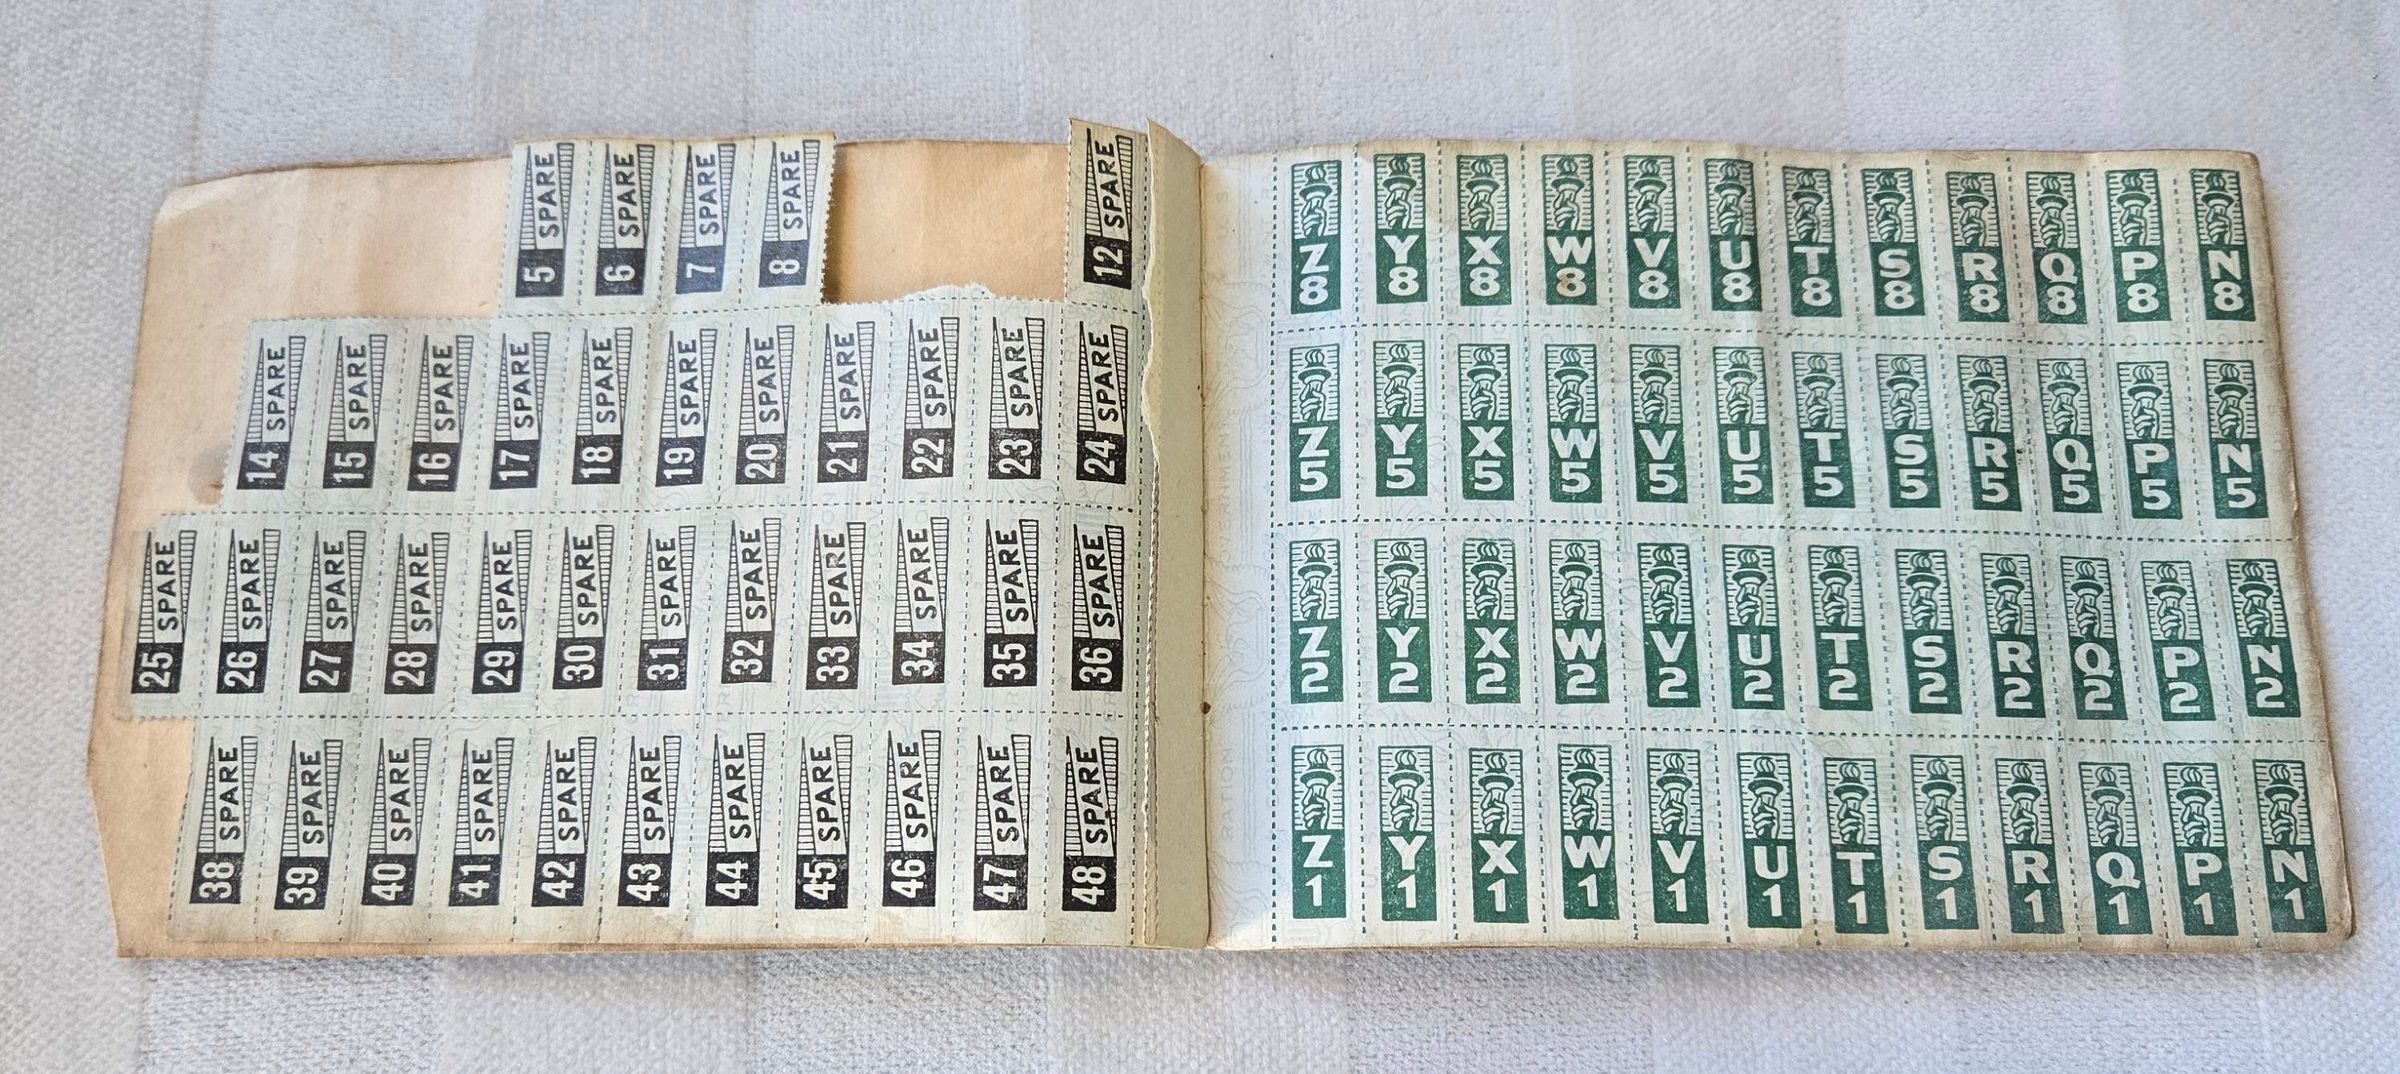 5 SPARE 6 SPARE 7 SPARE 8 SPARE 12 SPARE
14 SPARE 15 SPARE 16 SPARE 17 SPARE 18 SPARE 19 SPARE 20 SPARE 21 SPARE 22 SPARE 23 SPARE 24 SPARE
25 SPARE 26 SPARE 27 SPARE 28 SPARE 29 SPARE 30 SPARE 31 SPARE 32 SPARE 33 SPARE 34 SPARE 35 SPARE 36 SPARE
38 SPARE 39 SPARE 40 SPARE 41 SPARE 42 SPARE 43 SPARE 44 SPARE 45 SPARE 46 SPARE 47 SPARE 48 SPARE
Z8 Y8 X8 W8 V8 U8 T8 S8 R8 Q8 P8 N8
Z5 Y5 X5 W5 V5 U5 T5 S5 R5 Q5 P5 N5
Z2 Y2 X2 W2 V2 U2 T2 S2 R2 Q2 P2 N2
Z1 Y1 X1 W1 V1 U1 T1 S1 R1 Q1 P1 N1